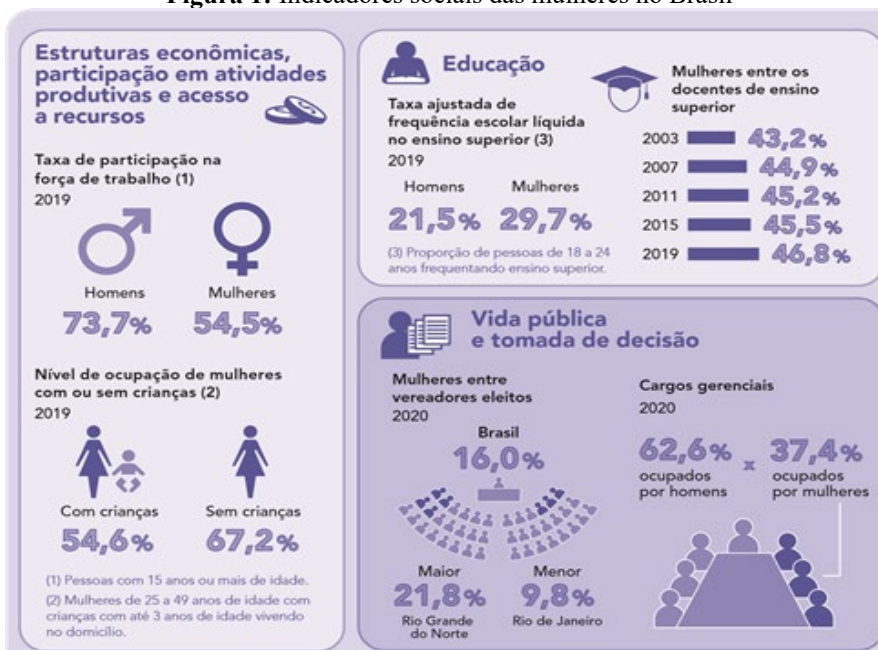 Figura 1: Indicadores sociais das mulheres no Brasil
Estruturas econômicas,
participação em atividades
produtivas e acesso
a recursos
Taxa de participação na
força de trabalho (1)
2019
Homens
73,7%
Mulheres
54,5%
Nível de ocupação de mulheres
com ou sem crianças (2)
2019
Com crianças
54,6%
Sem crianças
67,2%
(1) Pessoas com 15 anos ou mais de idade.
(2) Mulheres de 25 a 49 anos de idade com
crianças com até 3 anos de idade vivendo
no domicílio.
Educação
Taxa ajustada de
frequência escolar líquida
no ensino superior (3)
2019
Homens
21,5%
Mulheres
29,7%
(3) Proporção de pessoas de 18 a 24
anos frequentando ensino superior.
Mulheres entre os
docentes de ensino
superior
2003 43,2%
2007 44,9%
2011 45,2%
2015 45,5%
2019 46,8%
Vida pública
e tomada de decisão
Mulheres entre
vereadores eleitos
2020
Brasil
16,0%
Maior
21,8%
Rio Grande
do Norte
Menor
9,8%
Rio de Janeiro
Cargos gerenciais
2020
62,6% x 37,4%
ocupados
por homens
ocupados
por mulheres